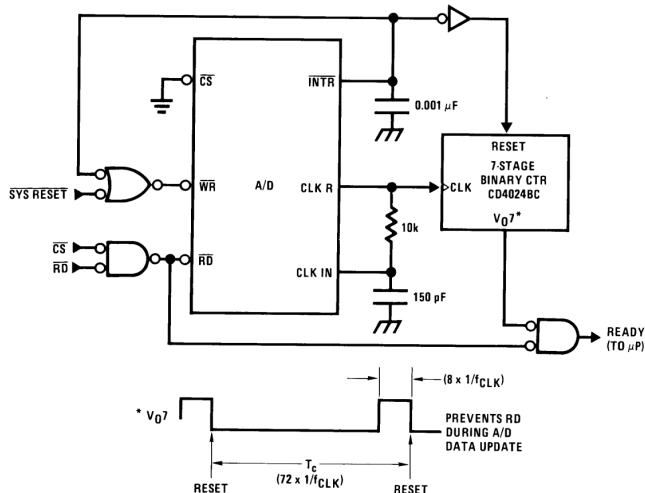 CS
INTR
0.001 μF
RESET
7-STAGE
BINARY CTR
CD4024BC
CLK
V07*
SYS RESET
WR
A/D
CLK R
10k
CS
RD
RD
CLK IN
150 pF
READY
(TO μP)
(8 x 1/fCLK)
* V07
PREVENTS RD
DURING A/D
DATA UPDATE
Tc
(72 x 1/fCLK)
RESET
RESET